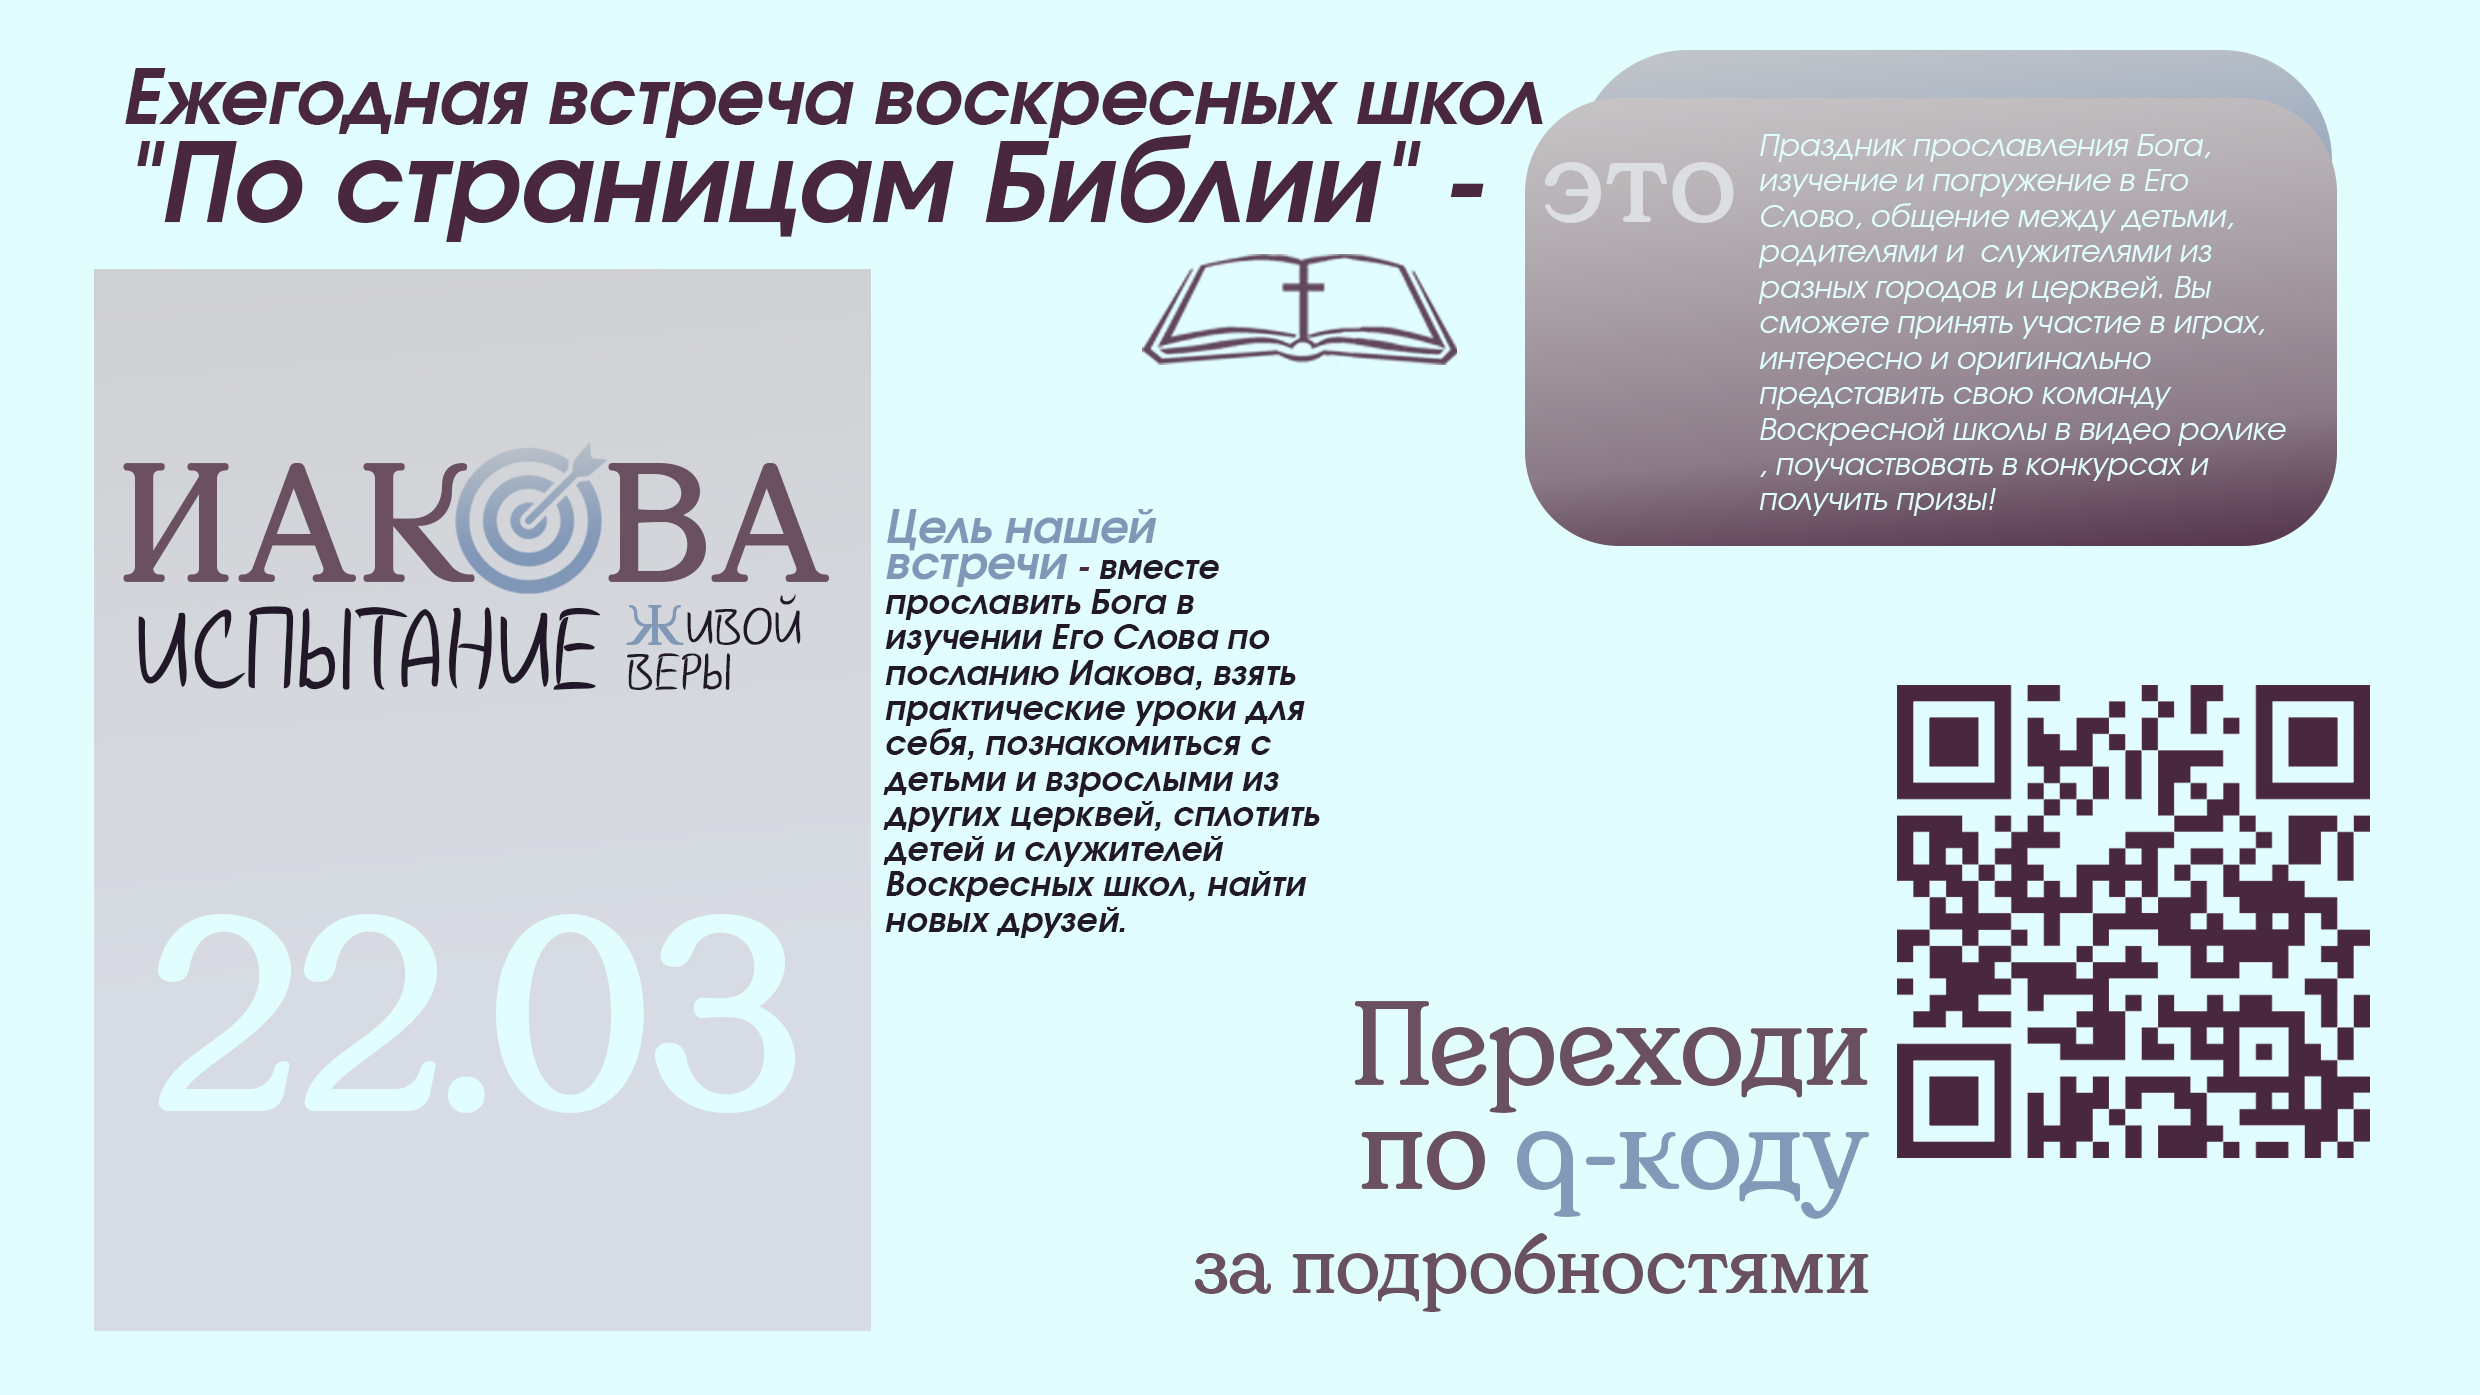 Ежегодная встреча воскресных школ
"По страницам Библии" -
ЭТО
Праздник прославления Бога,
изучение и погружение в Его
Слово, общение между детьми,
родителями и служителями из
разных городов и церквей. Вы
сможете принять участие в играх,
интересно и оригинально
представить свою команду
Воскресной школы в видео ролике
, поучаствовать в конкурсах и
получить призы!
ИАКОВА
ИСПЫТАНИЕ ЖИВОЙ
ВЕРЫ
22.03
Цель нашей
встречи - вместе
прославить Бога в
изучении Его Слова по
посланию Иакова, взять
практические уроки для
себя, познакомиться с
детьми и взрослыми из
других церквей, сплотить
детей и служителей
Воскресных школ, найти
новых друзей.
Переходи
по q-коду
за подробностями